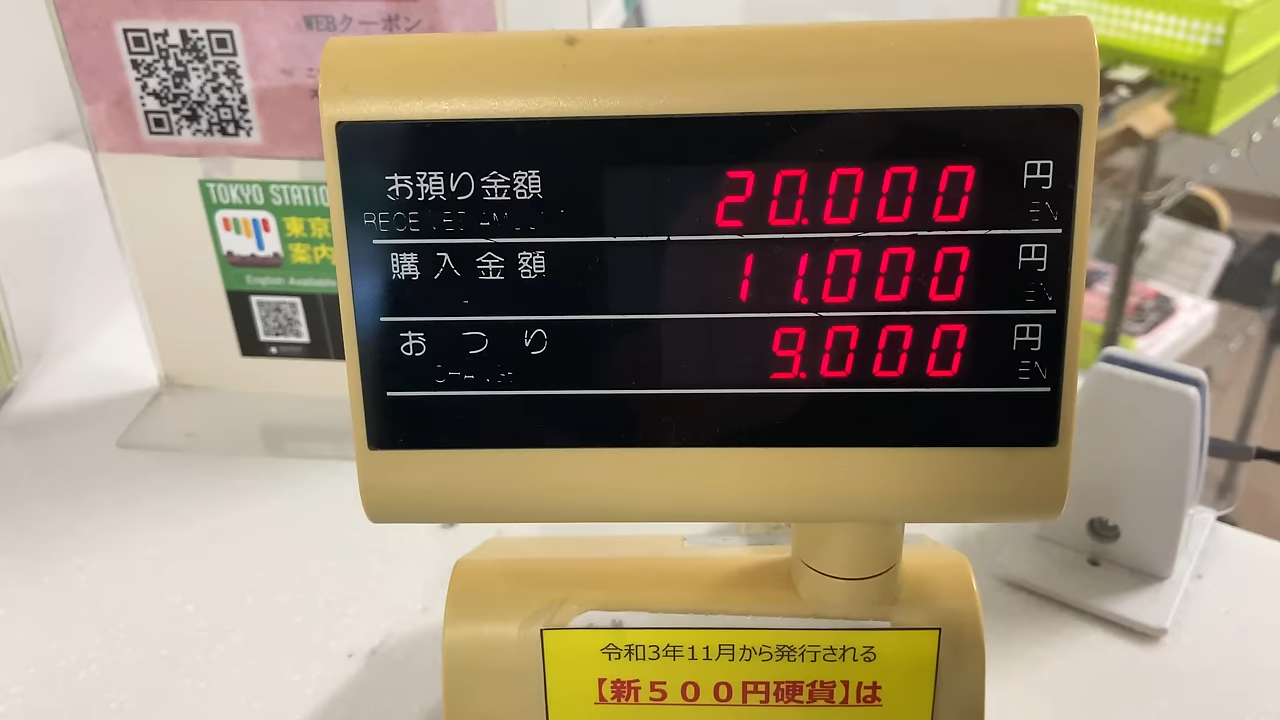 WEBクーポン
TOKYO STATIO
東京
案内
English Available
お預り金額 20.000 円
EN
購入金額 11.000 円
EN
おつり 9.000 円
EN
令和3年11月から発行される
【新500円硬貨】は